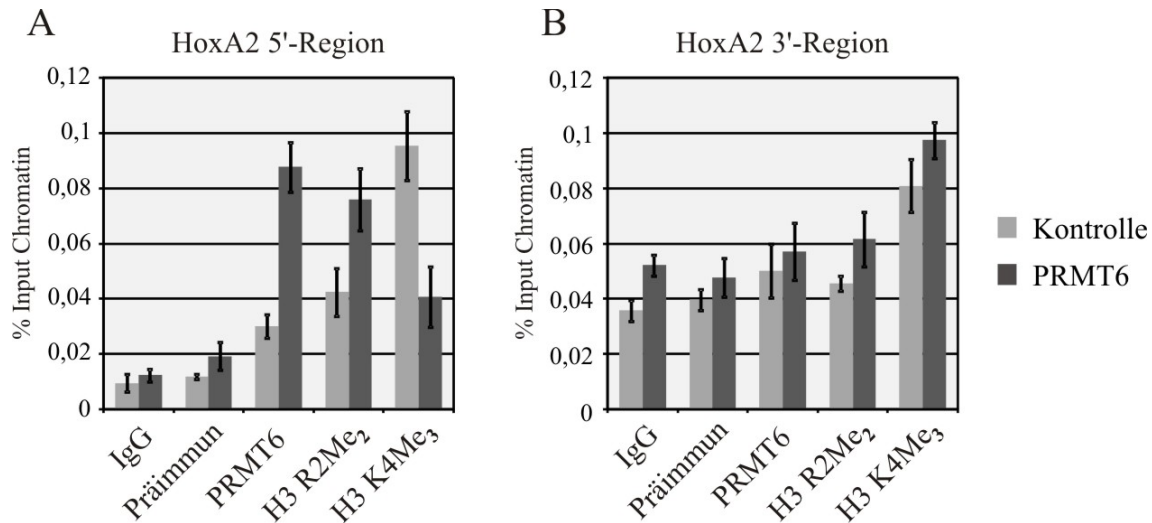 A
HoxA2 5'-Region
% Input Chromatin
0,12
0,1
0,08
0,06
0,04
0,02
0
IgG
Präimmun
PRMT6
H3 R2Me₂
H3 K4Me₃
B
HoxA2 3'-Region
% Input Chromatin
0,12
0,1
0,08
0,06
0,04
0,02
0
IgG
Präimmun
PRMT6
H3 R2Me₂
H3 K4Me₃
Kontrolle
PRMT6